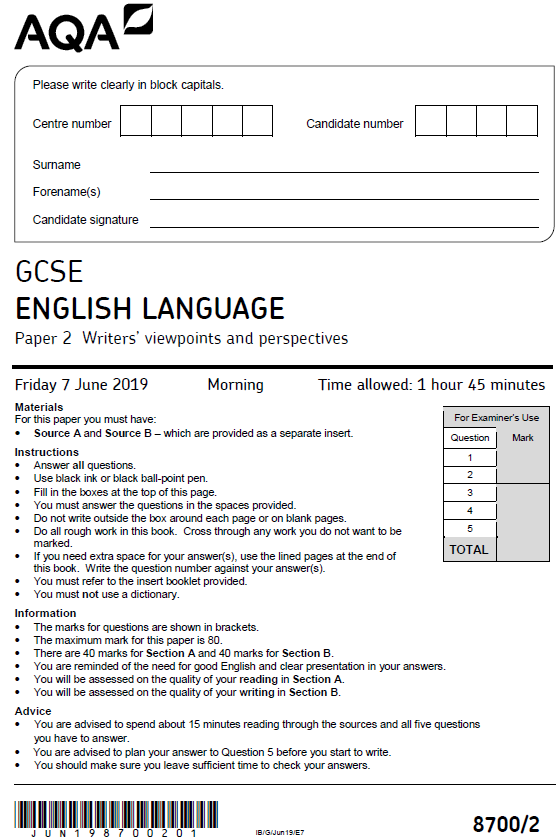 AQA
Please write clearly in block capitals.
Centre number
Candidate number
Surname
Forename(s)
Candidate signature
GCSE
ENGLISH LANGUAGE
Paper 2 Writers' viewpoints and perspectives
Friday 7 June 2019 Morning Time allowed: 1 hour 45 minutes
Materials
For this paper you must have:
• Source A and Source B – which are provided as a separate insert.
Instructions
• Answer all questions.
• Use black ink or black ball-point pen.
• Fill in the boxes at the top of this page.
• You must answer the questions in the spaces provided.
• Do not write outside the box around each page or on blank pages.
• Do all rough work in this book. Cross through any work you do not want to be
marked.
• If you need extra space for your answer(s), use the lined pages at the end of
this book. Write the question number against your answer(s).
• You must refer to the insert booklet provided.
• You must not use a dictionary.
Information
• The marks for questions are shown in brackets.
• The maximum mark for this paper is 80.
• There are 40 marks for Section A and 40 marks for Section B.
• You are reminded of the need for good English and clear presentation in your answers.
• You will be assessed on the quality of your reading in Section A.
• You will be assessed on the quality of your writing in Section B.
Advice
• You are advised to spend about 15 minutes reading through the sources and all five questions
you have to answer.
• You are advised to plan your answer to Question 5 before you start to write.
• You should make sure you leave sufficient time to check your answers.
For Examiner's Use
Question Mark
1
2
3
4
5
TOTAL
JUN198700201
IB/G/Jun19/E7
8700/2